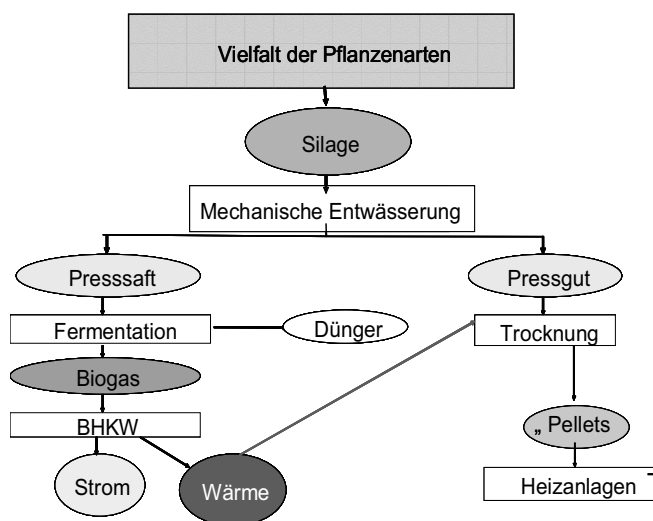 Vielfalt der Pflanzenarten
Silage
Mechanische Entwässerung
Presssaft
Pressgut
Fermentation
Dünger
Trocknung
Biogas
BHKW
„ Pellets
Strom
Wärme
Heizanlagen